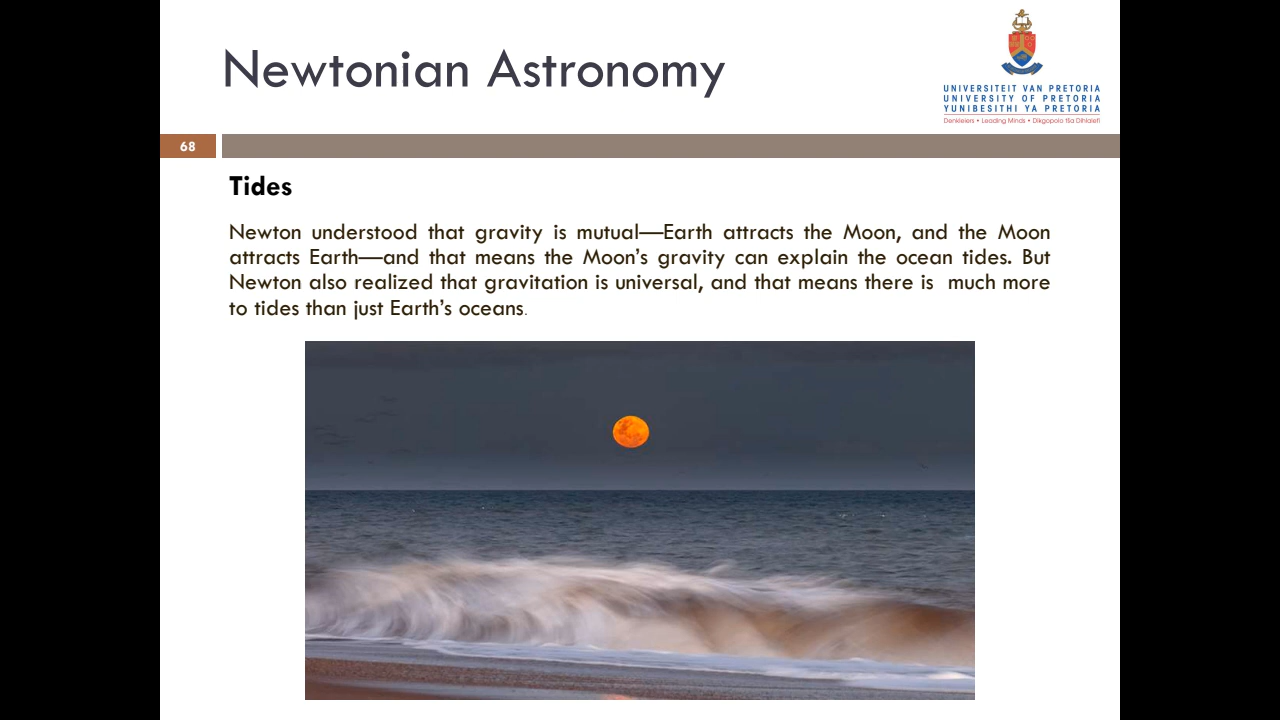 Newtonian Astronomy
UNIVERSITEIT VAN PRETORIA
UNIVERSITY OF PRETORIA
YUNIBESITHI YA PRETORIA
Denkleiers • Leading Minds • Dikgopolo tša Dihlalefi
68
Tides
Newton understood that gravity is mutual—Earth attracts the Moon, and the Moon
attracts Earth—and that means the Moon’s gravity can explain the ocean tides. But
Newton also realized that gravitation is universal, and that means there is  much more
to tides than just Earth’s oceans.